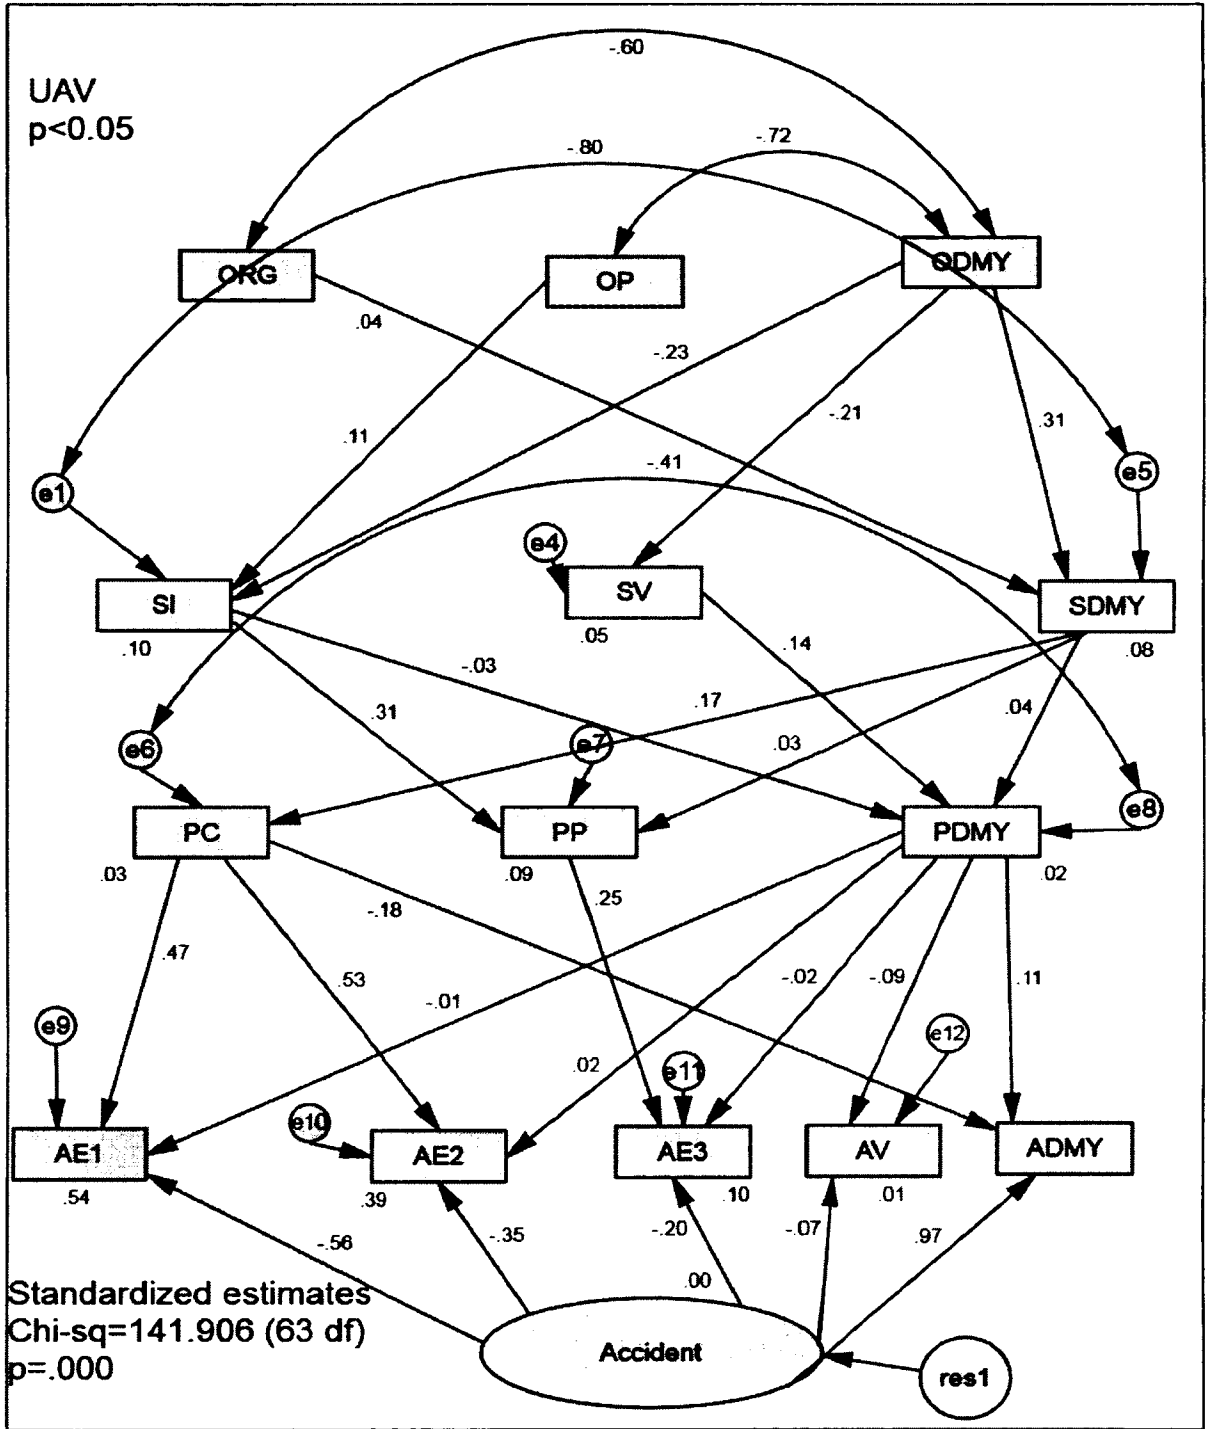 -.60
UAV
p<0.05
-.72
-.80
ORG
OP
ODMY
.04
-.23
-.21
.31
.11
-.41
e1
e5
e4
SI
SV
SDMY
.10
.05
.08
-.03
.14
.31
.17
.04
e6
e7
.03
e8
PC
PP
PDMY
.03
.09
.02
-.18
.25
.47
.53
-.01
-.02
-.09
.11
e9
e12
.02
e11
e10
AE1
AE2
AE3
AV
ADMY
.54
.39
.10
.01
-.56
-.35
-.20
-.07
.97
.00
Standardized estimates
Chi-sq=141.906 (63 df)
p=.000
Accident
res1